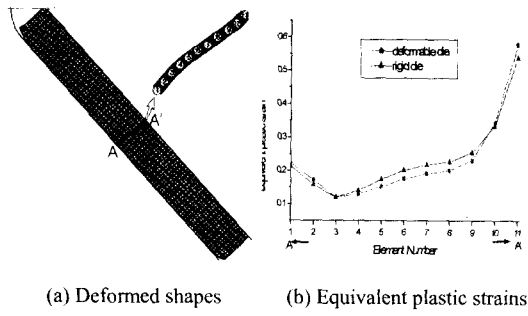 A
A'
deformable die
rigid die
0.6
0.5
0.4
0.3
0.2
0.1
1 2 3 4 5 6 7 8 9 10 11
A
Element Number
A'
(a) Deformed shapes
(b) Equivalent plastic strains